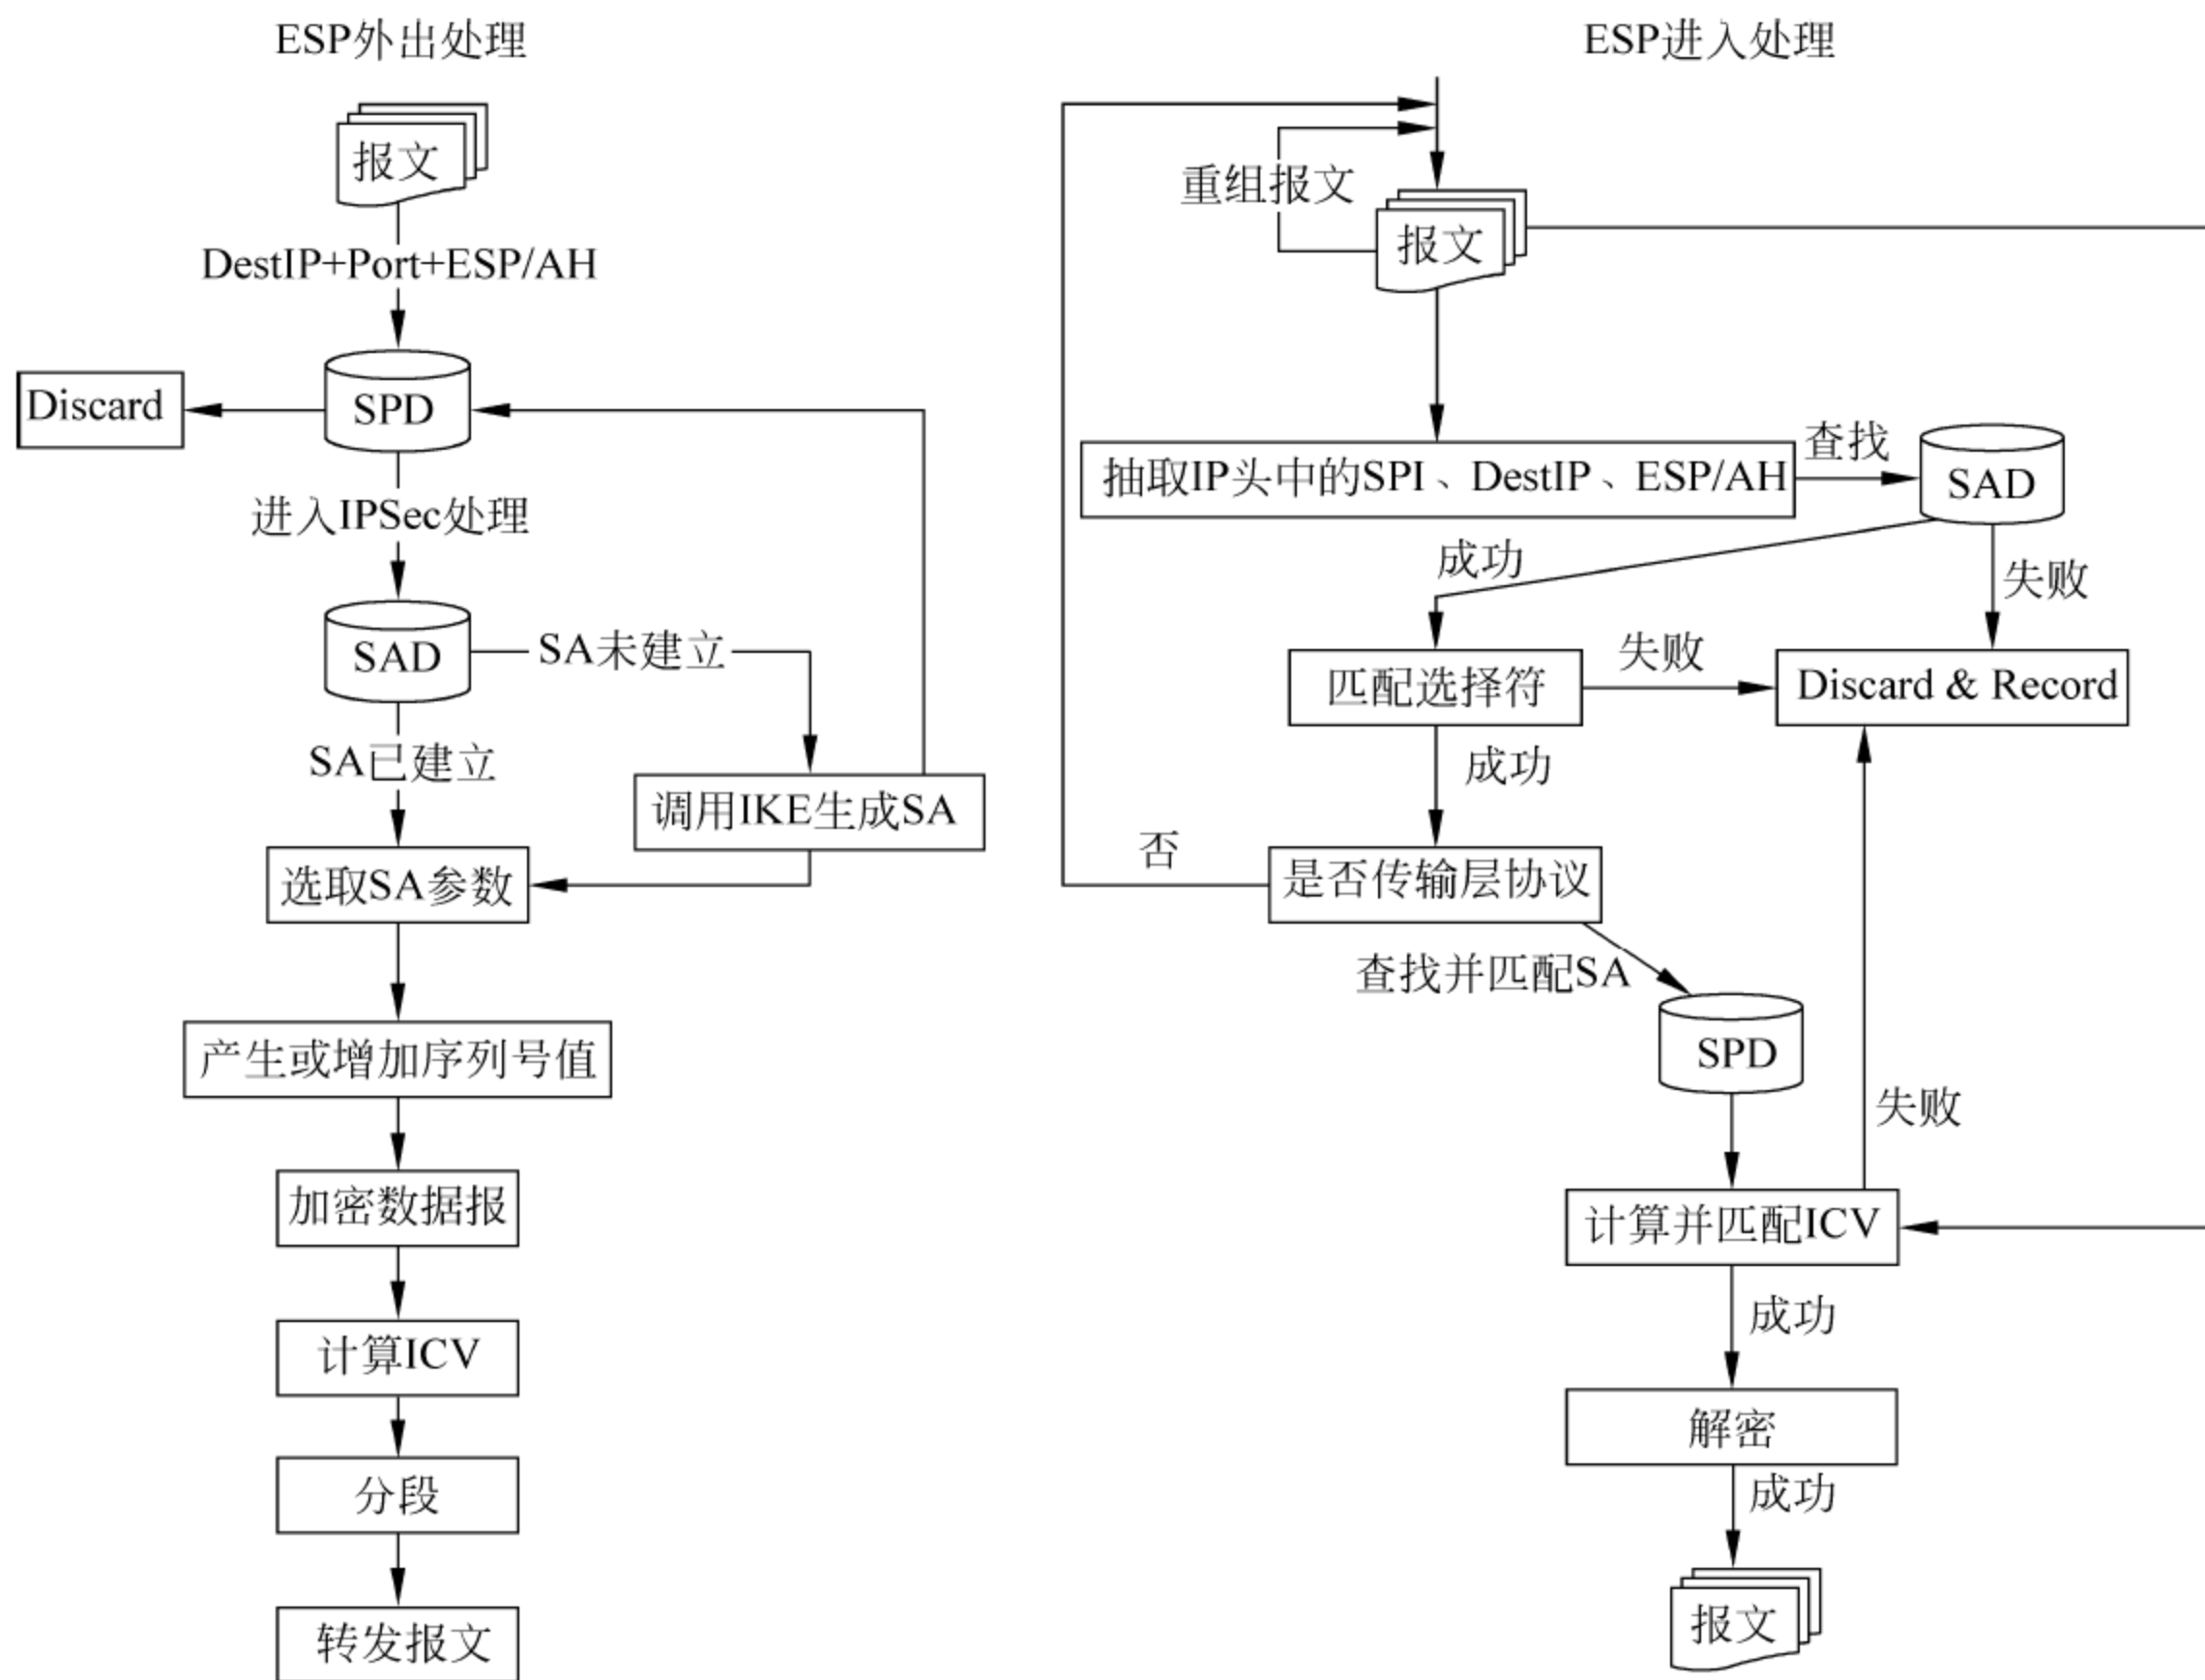 ESP外出处理
报文
DestIP+Port+ESP/AH
Discard
SPD
进入IPSec处理
SAD
SA未建立
SA已建立
调用IKE生成SA
选取SA参数
产生或增加序列号值
加密数据报
计算ICV
分段
转发报文
ESP进入处理
重组报文
报文
抽取IP头中的SPI、DestIP、ESP/AH
查找
SAD
成功
失败
匹配选择符
失败
Discard & Record
成功
否
是否传输层协议
查找并匹配SA
SPD
失败
计算并匹配ICV
成功
解密
成功
报文